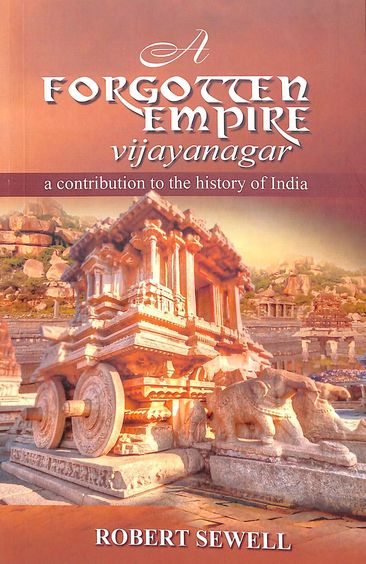 A
FORGOTTEN
EMPIRE
vijayanagar
a contribution to the history of India
ROBERT SEWELL